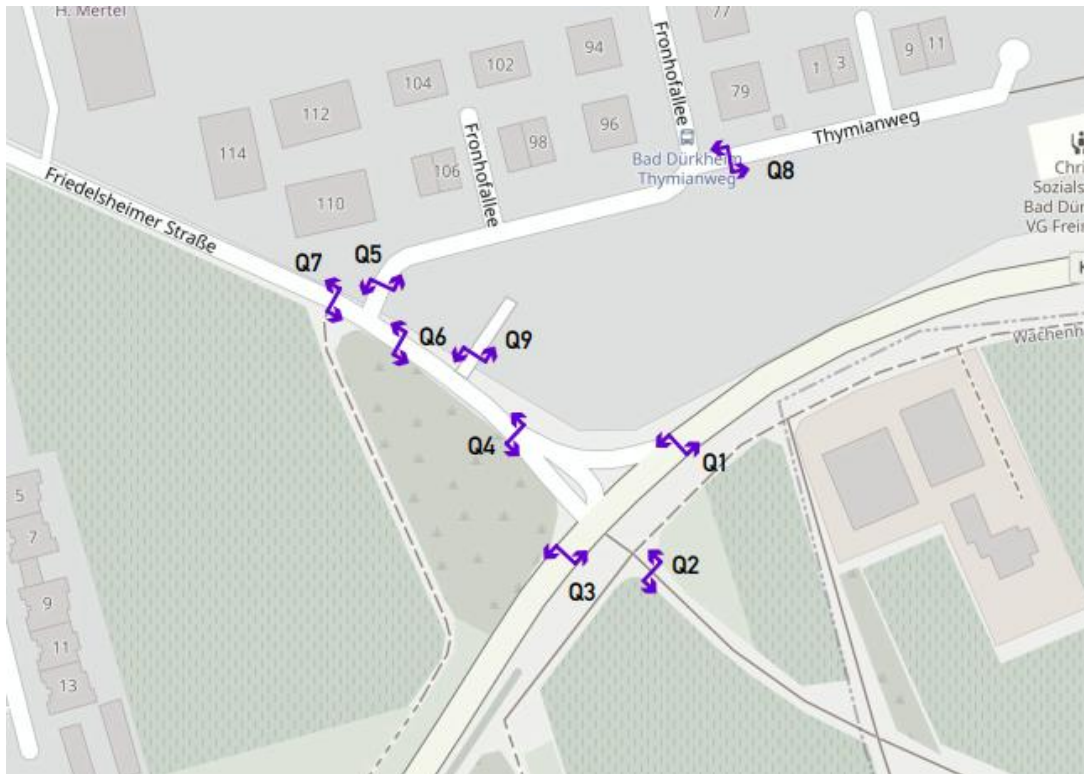 H. Mertel
77
94
102
104
9
11
1
3
Fronhofallee
79
112
98
96
Thymianweg
114
106
Bad Dürkheim
Thymianweg
Q8
110
Fronhofallee
Friedelsheimer Straße
Q7
Q5
Q6
Q9
Q4
Q1
5
7
Q2
Q3
9
11
13